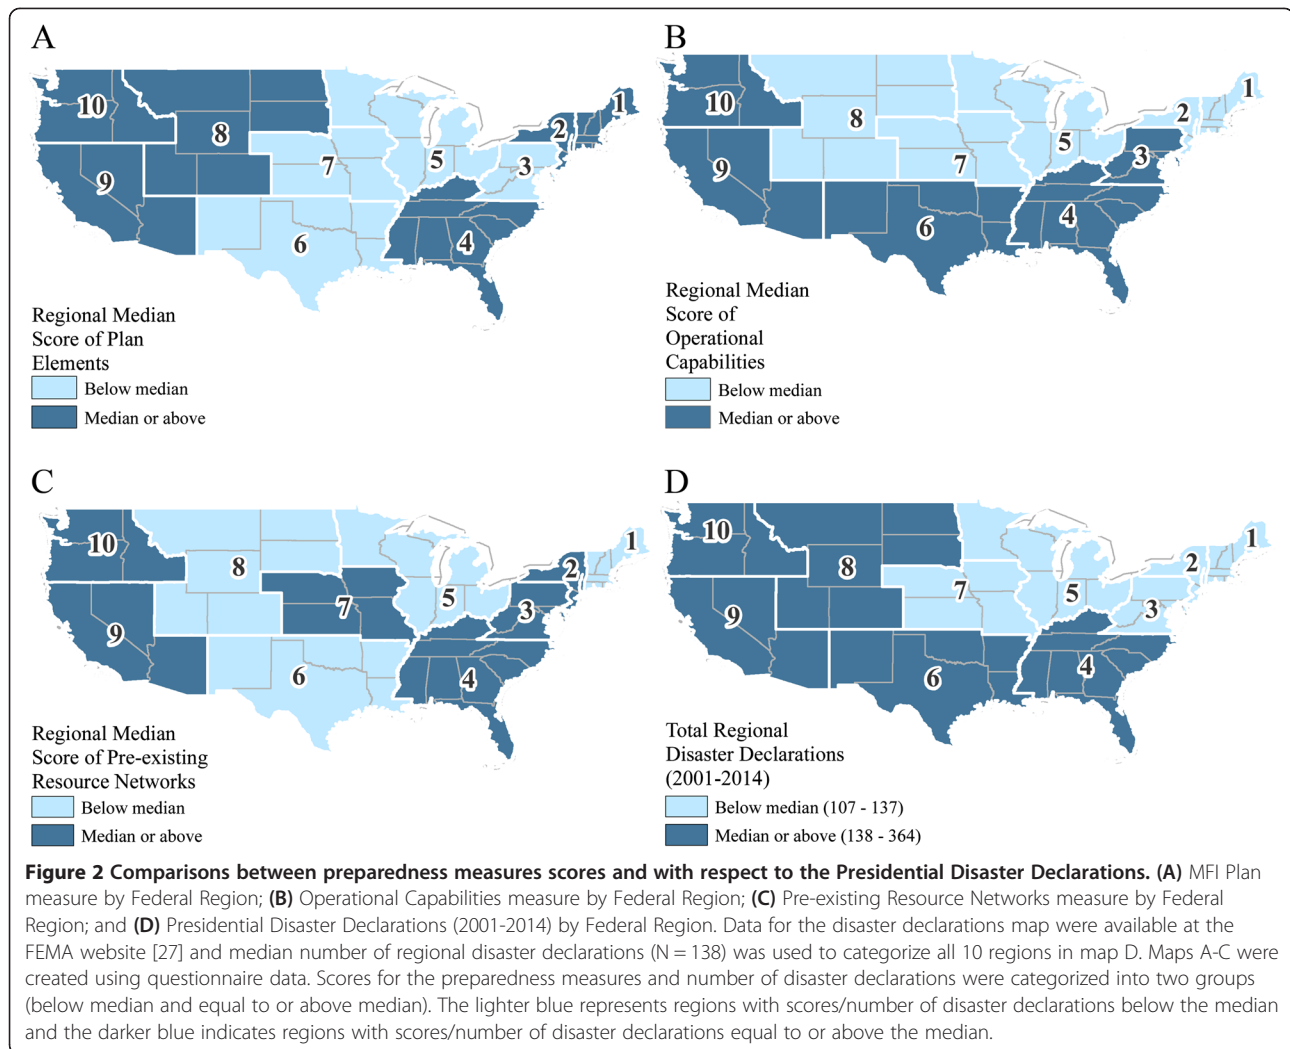 A
10
8
7
9
6
5
4
3
2
1
Regional Median
Score of Plan
Elements
Below median
Median or above
B
10
8
7
9
6
5
4
3
2
1
Regional Median
Score of
Operational
Capabilities
Below median
Median or above
C
10
8
7
9
6
5
4
3
2
1
Regional Median
Score of Pre-existing
Resource Networks
Below median
Median or above
D
10
8
7
9
6
5
4
3
2
1
Total Regional
Disaster Declarations
(2001-2014)
Below median (107 - 137)
Median or above (138 - 364)
Figure 2 Comparisons between preparedness measures scores and with respect to the Presidential Disaster Declarations. (A) MFI Plan
measure by Federal Region; (B) Operational Capabilities measure by Federal Region; (C) Pre-existing Resource Networks measure by Federal
Region; and (D) Presidential Disaster Declarations (2001-2014) by Federal Region. Data for the disaster declarations map were available at the
FEMA website [27] and median number of regional disaster declarations (N = 138) was used to categorize all 10 regions in map D. Maps A-C were
created using questionnaire data. Scores for the preparedness measures and number of disaster declarations were categorized into two groups
(below median and equal to or above median). The lighter blue represents regions with scores/number of disaster declarations below the median
and the darker blue indicates regions with scores/number of disaster declarations equal to or above the median.